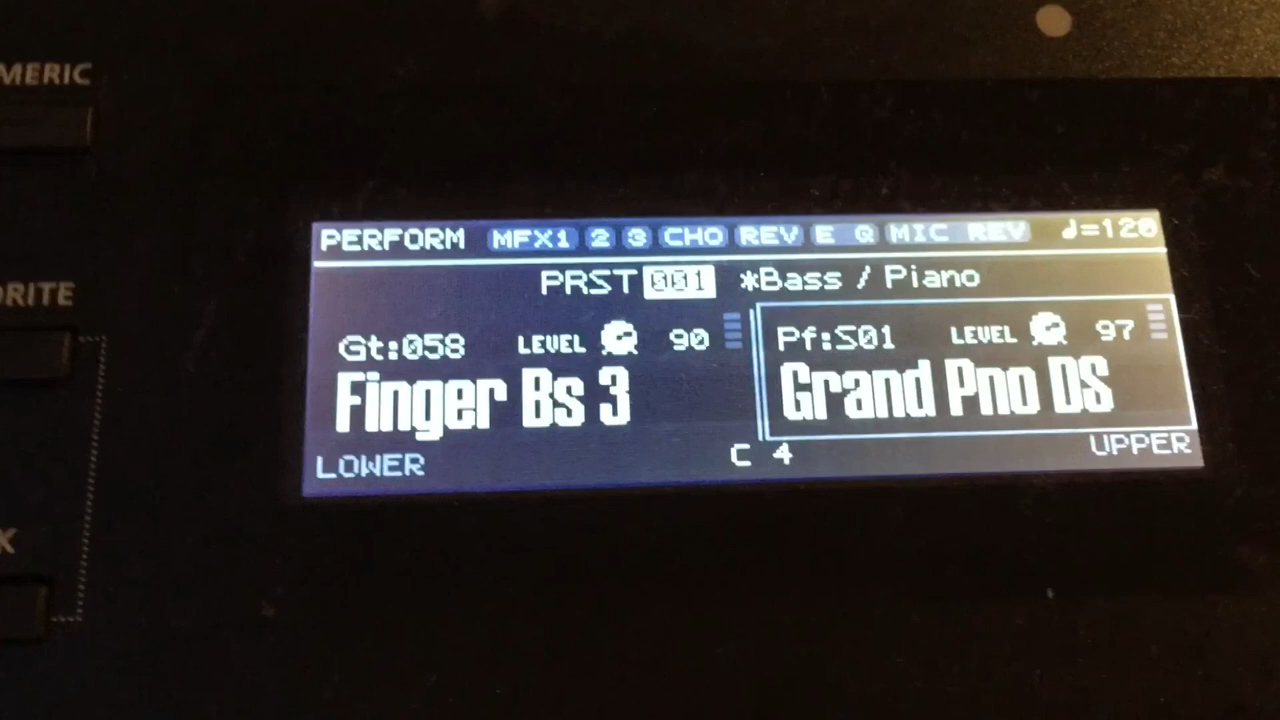 MERIC
PERFORM MFX1 2 3 CHO REV E Q MIC REV ♩=120
PRST 001 *Bass / Piano
ORITE
Gt:058 LEVEL 90
Pf:S01 LEVEL 97
Finger Bs 3
Grand Pno DS
LOWER C 4 UPPER
X